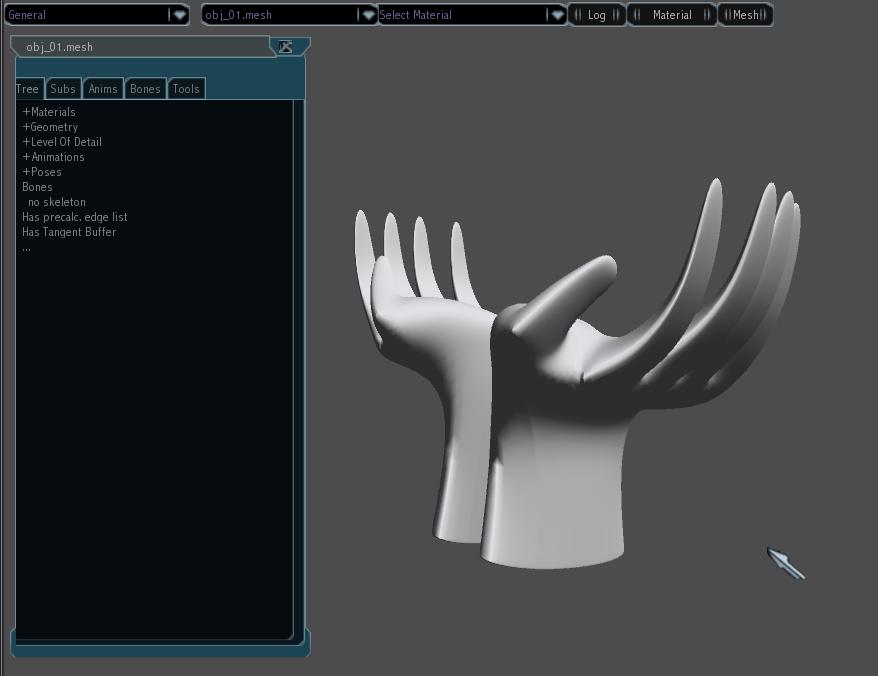 General
obj_01.mesh
Select Material
Log
Material
Mesh
obj_01.mesh
Tree Subs Anims Bones Tools
+Materials
+Geometry
+Level Of Detail
+Animations
+Poses
Bones
no skeleton
Has precalc. edge list
Has Tangent Buffer
...